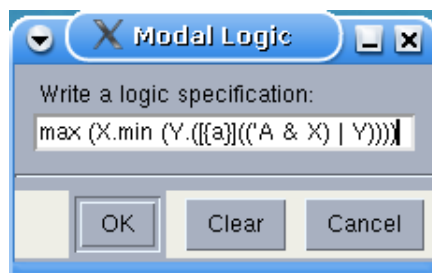 Modal Logic
Write a logic specification:
max (X.min (Y.([{a}](('A & X) | Y))))
OK Clear Cancel